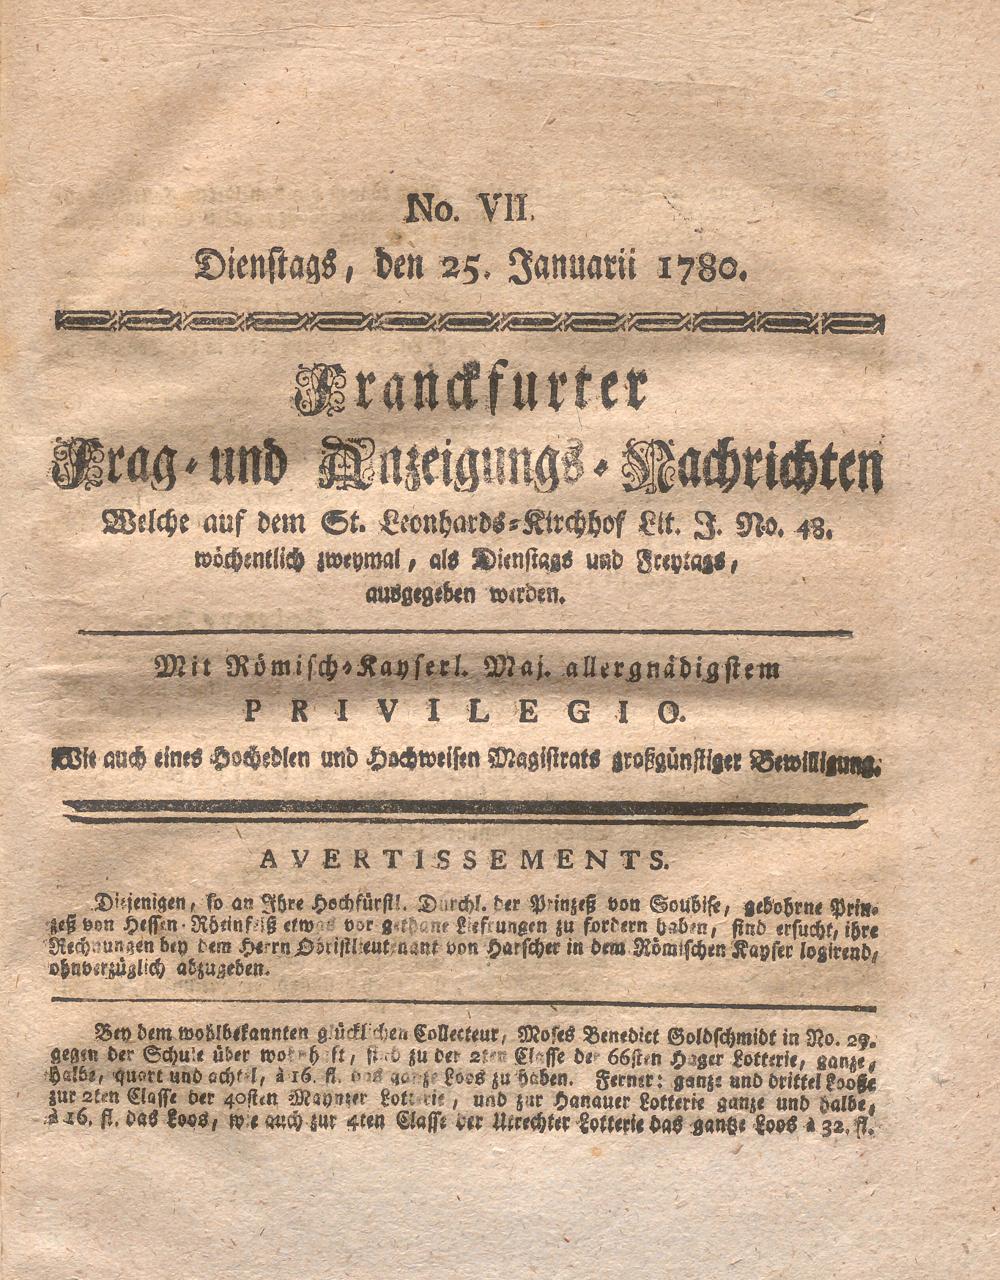 No. VII.
Dienstags, den 25. Januarii 1780.
Franckfurter
Frag-und Anzeigungs-Nachrichten
Welche auf dem St. Leonhards-Kirchhof Lit. J. No. 48.
wöchentlich zweymal, als Dienstags und Freytags,
ausgegeben werden.
Mit Römisch-Kayserl. Maj. allergnädigstem
PRIVILEGIO.
Wie auch eines Hochedlen und Hochweisen Magistrats großgünstiger Bewilligung.
AVERTISSEMENTS.
Diejenigen, so an Ihre Hochfürstl. Durchl. der Prinzeß von Soubise, gebohrne Prin-
zeß von Hessen-Rheinfelß etwas vor gethane Liefrungen zu fordern haben, sind ersucht, ihre
Rechnungen bey dem Herrn Obristlieutenant von Harscher in dem Römischen Kayser logirend,
ohnverzüglich abzugeben.
Bey dem wohlbekannten glücklichen Collecteur, Moses Benedict Goldschmidt in No. 29.
gegen der Schule über wohnhaft, sind zu der 2ten Classe der 66sten Hager Lotterie, ganze,
halbe, quart und achtel, à 16. fl. das ganze Loos zu haben. Ferner: ganze und drittel Looße
zur 2ten Classe der 40sten Maynzer Lotterie, und zur Hanauer Lotterie ganze und halbe,
à 16. fl. das Loos, wie auch zur 4ten Classe der Utrechter Lotterie das gantze Loos à 32. fl.